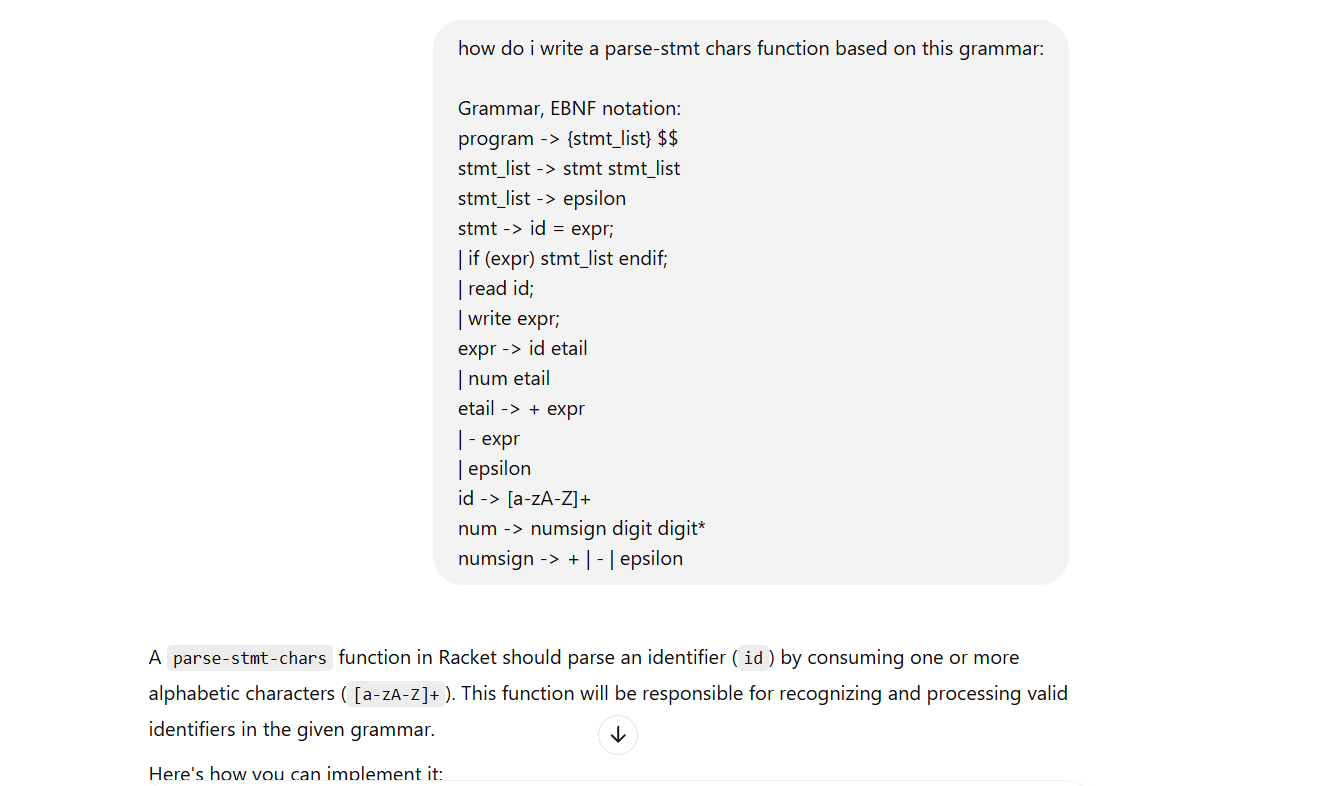 how do i write a parse-stmt chars function based on this grammar:
Grammar, EBNF notation:
program -> {stmt_list} $$
stmt_list -> stmt stmt_list
stmt_list -> epsilon
stmt -> id = expr;
| if (expr) stmt_list endif;
| read id;
| write expr;
expr -> id etail
| num etail
etail -> + expr
| - expr
| epsilon
id -> [a-zA-Z]+
num -> numsign digit digit*
numsign -> + | - | epsilon
A parse-stmt-chars function in Racket should parse an identifier ( id ) by consuming one or more
alphabetic characters ( [a-zA-Z]+ ). This function will be responsible for recognizing and processing valid
identifiers in the given grammar.
Here's how you can implement it: